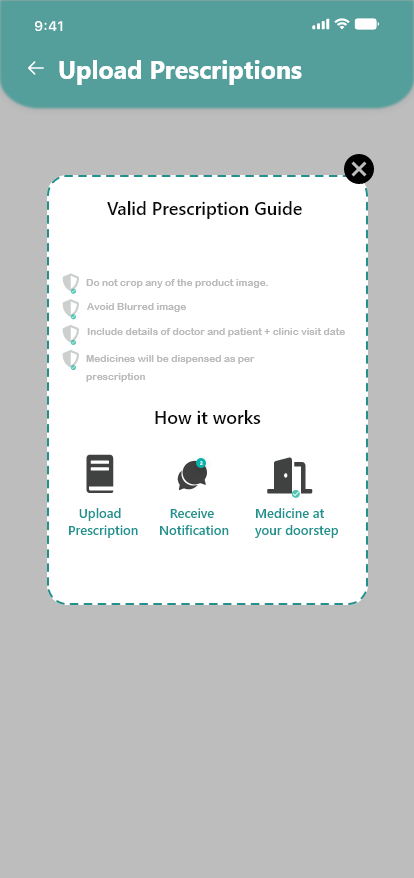 9:41
Upload Prescriptions
Valid Prescription Guide
Do not crop any of the product image.
Avoid Blurred image
Include details of doctor and patient + clinic visit date
Medicines will be dispensed as per
prescription
How it works
Upload
Prescription
Receive
Notification
Medicine at
your doorstep